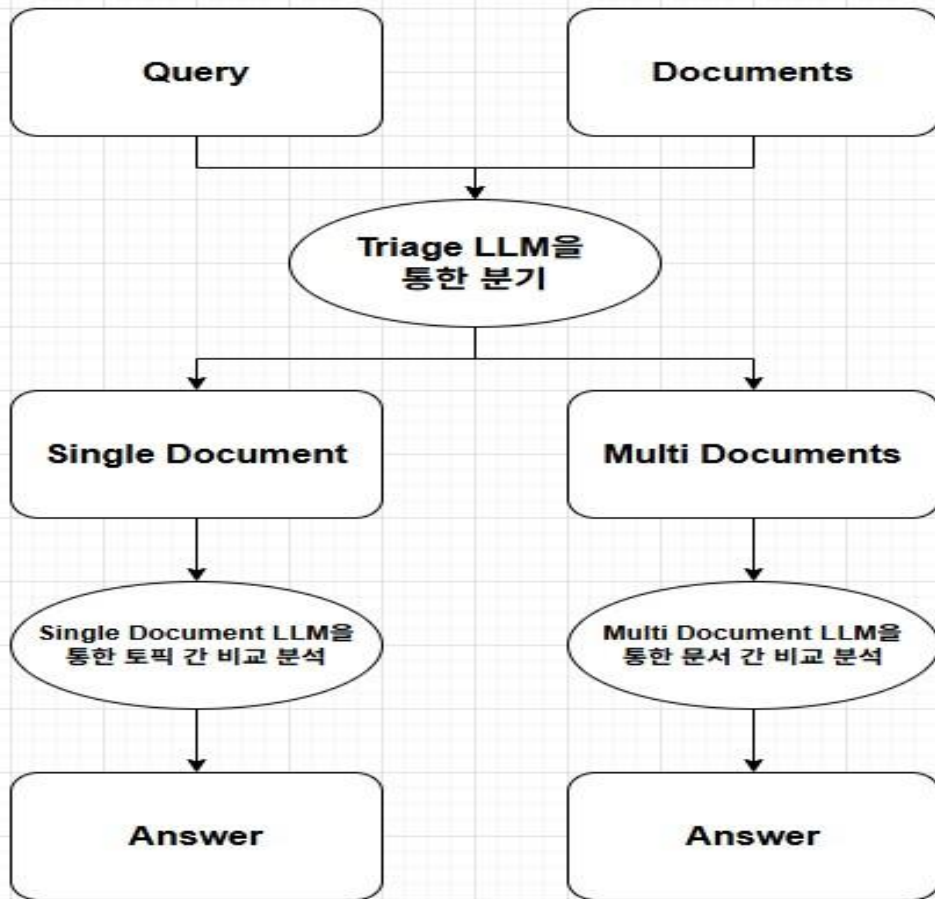 Query
Documents
Triage LLM을
통한 분기
Single Document
Multi Documents
Single Document LLM을
통한 토픽 간 비교 분석
Multi Document LLM을
통한 문서 간 비교 분석
Answer
Answer